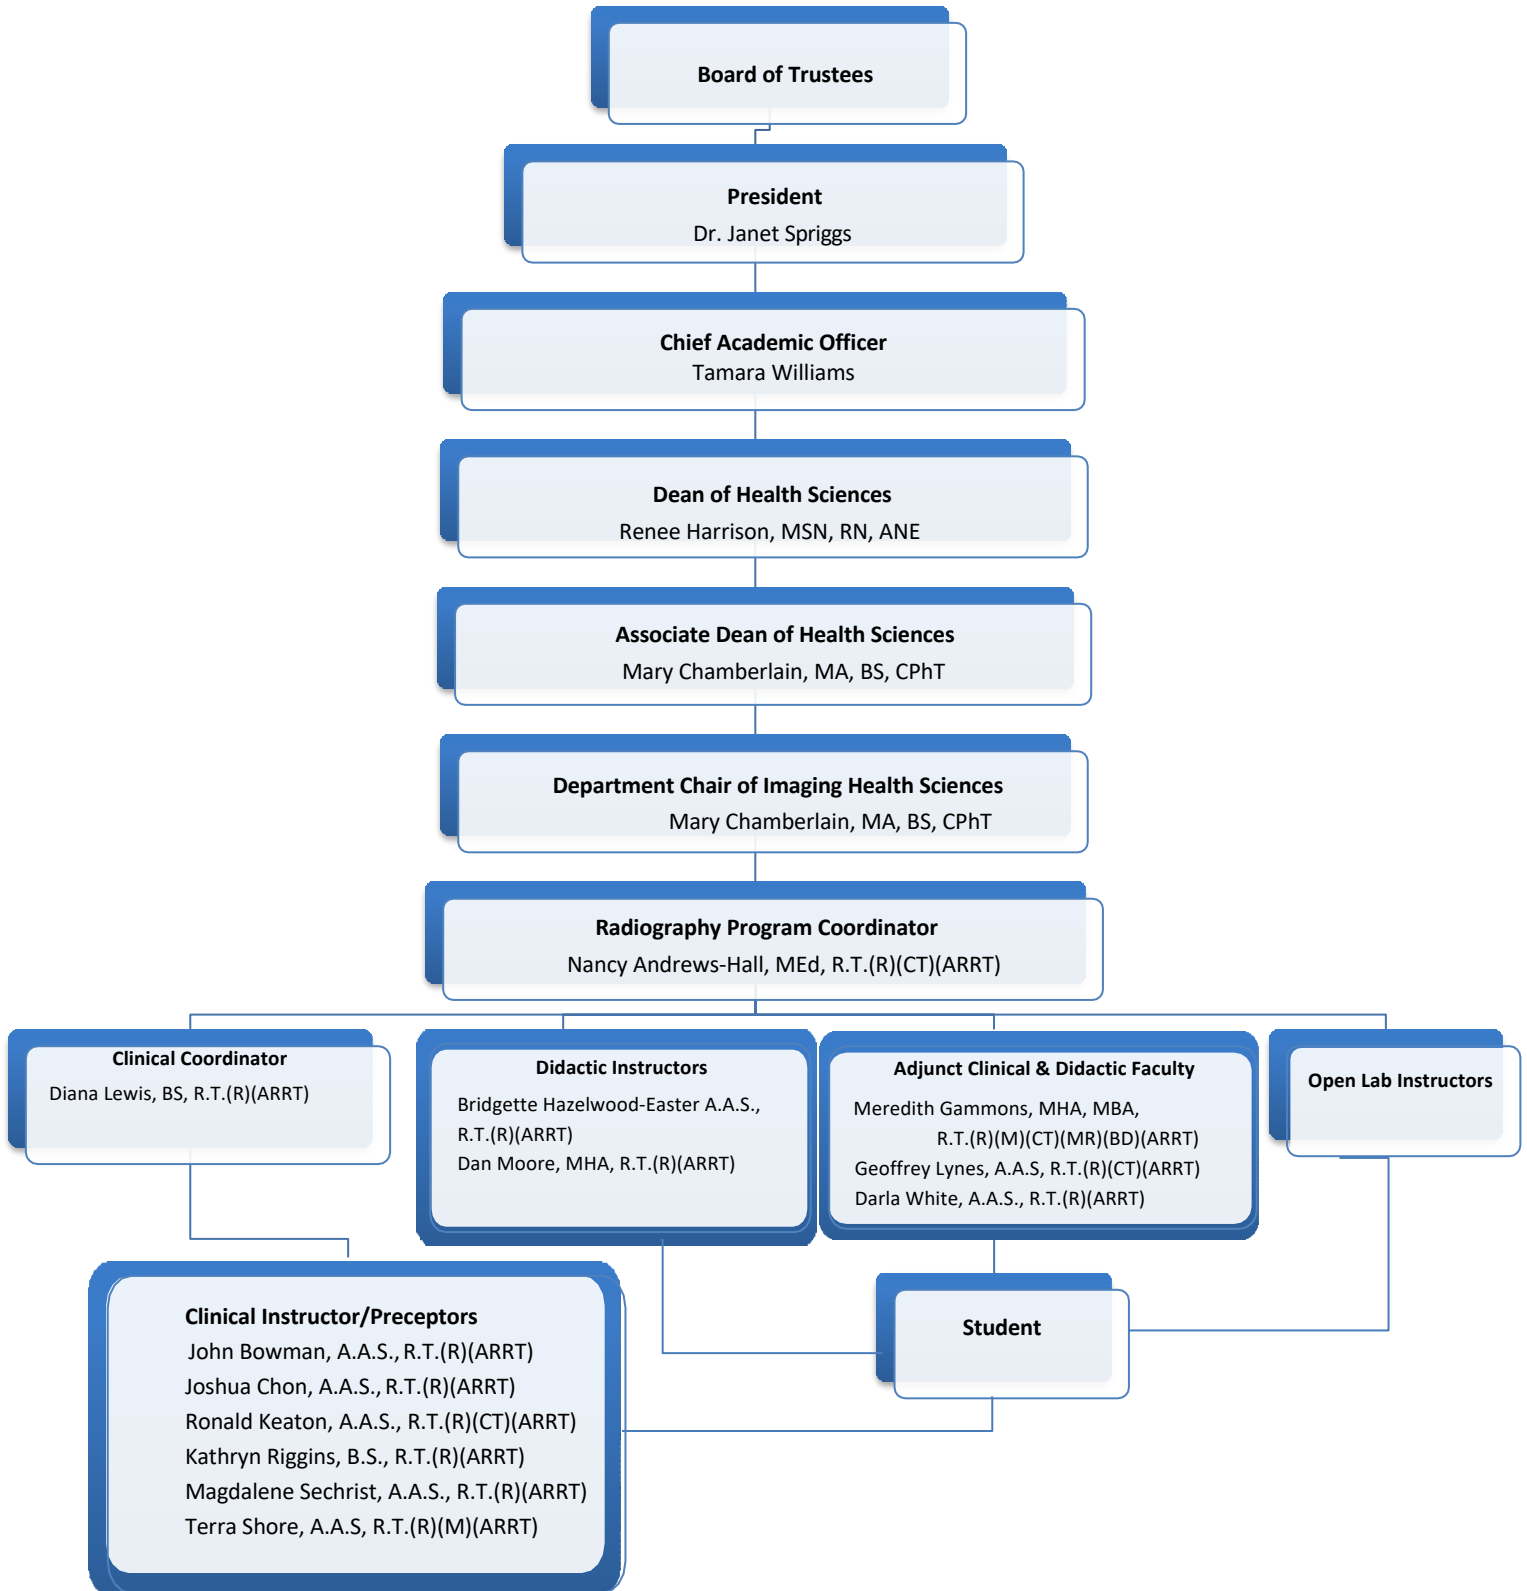 Board of Trustees
President
Dr. Janet Spriggs
Chief Academic Officer
Tamara Williams
Dean of Health Sciences
Renee Harrison, MSN, RN, ANE
Associate Dean of Health Sciences
Mary Chamberlain, MA, BS, CPhT
Department Chair of Imaging Health Sciences
Mary Chamberlain, MA, BS, CPhT
Radiography Program Coordinator
Nancy Andrews-Hall, MEd, R.T.(R)(CT)(ARRT)
Clinical Coordinator
Diana Lewis, BS, R.T.(R)(ARRT)
Didactic Instructors
Bridgette Hazelwood-Easter A.A.S.,
R.T.(R)(ARRT)
Dan Moore, MHA, R.T.(R)(ARRT)
Adjunct Clinical & Didactic Faculty
Meredith Gammons, MHA, MBA,
R.T.(R)(M)(CT)(MR)(BD)(ARRT)
Geoffrey Lynes, A.A.S, R.T.(R)(CT)(ARRT)
Darla White, A.A.S., R.T.(R)(ARRT)
Open Lab Instructors
Clinical Instructor/Preceptors
John Bowman, A.A.S., R.T.(R)(ARRT)
Joshua Chon, A.A.S., R.T.(R)(ARRT)
Ronald Keaton, A.A.S., R.T.(R)(CT)(ARRT)
Kathryn Riggins, B.S., R.T.(R)(ARRT)
Magdalene Sechrist, A.A.S., R.T.(R)(ARRT)
Terra Shore, A.A.S, R.T.(R)(M)(ARRT)
Student